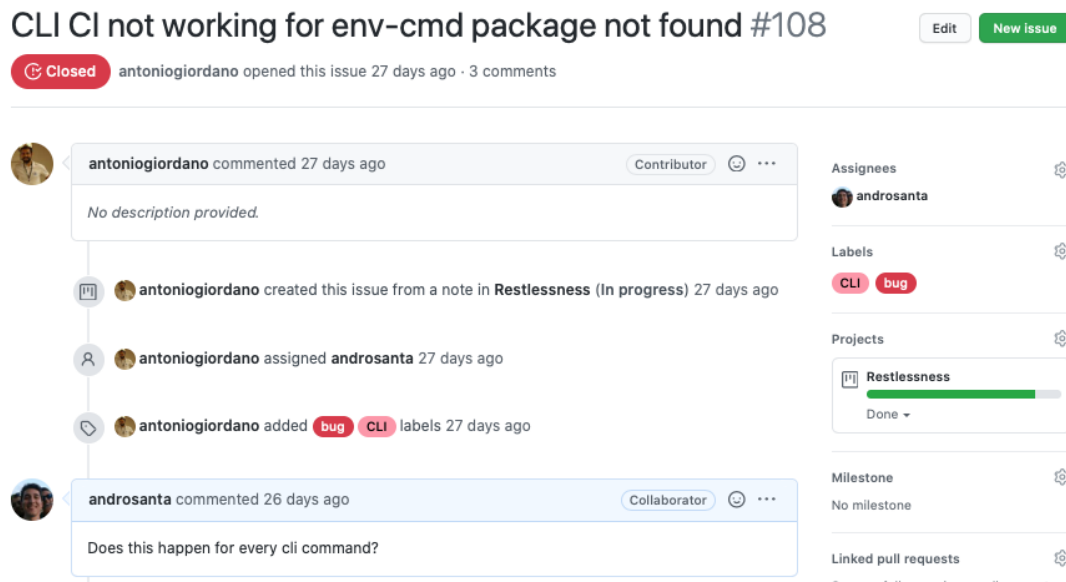 CLI CI not working for env-cmd package not found #108
Edit
New issue
Closed
antoniogiordano opened this issue 27 days ago · 3 comments
antoniogiordano commented 27 days ago
Contributor
No description provided.
antoniogiordano created this issue from a note in Restlessness (In progress) 27 days ago
antoniogiordano assigned androsanta 27 days ago
antoniogiordano added bug CLI labels 27 days ago
androsanta commented 26 days ago
Collaborator
Does this happen for every cli command?
Assignees
androsanta
Labels
CLI bug
Projects
Restlessness
Done
Milestone
No milestone
Linked pull requests